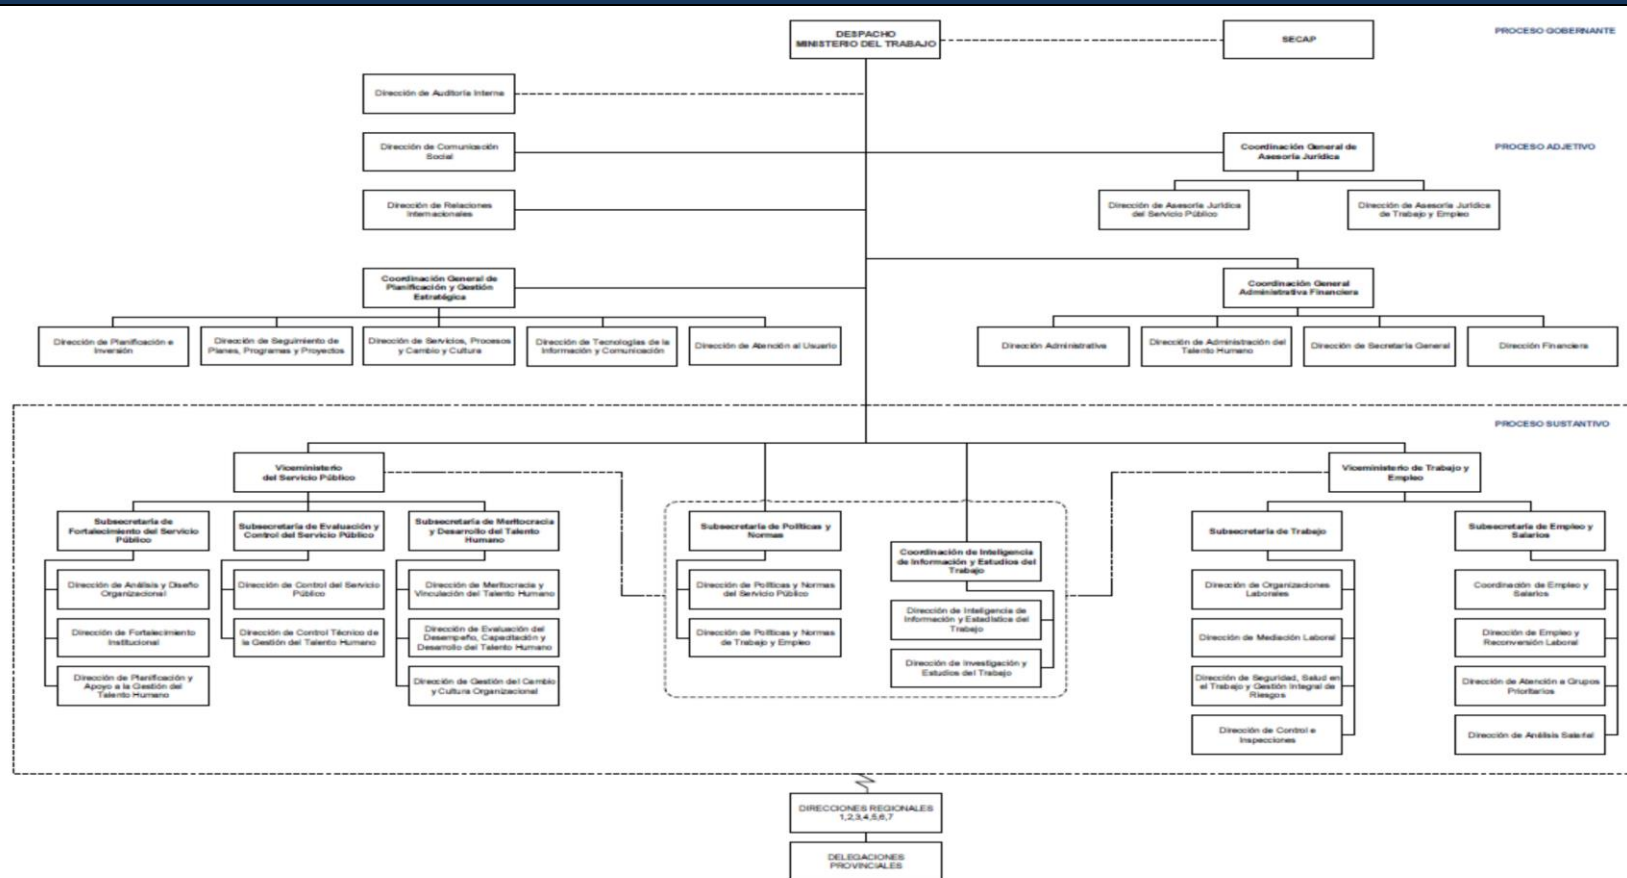 DESPACHO
MINISTERIO DEL TRABAJO
SECAP
PROCESO GOBERNANTE
Dirección de Auditoría Interna
Dirección de Comunicación
Social
Coordinación General de
Asesoría Jurídica
PROCESO ADJETIVO
Dirección de Relaciones
Internacionales
Dirección de Asesoría Jurídica
del Servicio Público
Dirección de Asesoría Jurídica
de Trabajo y Empleo
Coordinación General de
Planificación y Gestión
Estratégica
Coordinación General
Administrativa Financiera
Dirección de Planificación e
Inversión
Dirección de Seguimiento de
Planes, Programas y Proyectos
Dirección de Servicios, Procesos
y Cambio y Cultura
Dirección de Tecnologías de la
Información y Comunicación
Dirección de Atención al Usuario
Dirección Administrativa
Dirección de Administración del
Talento Humano
Dirección de Secretaría General
Dirección Financiera
PROCESO SUSTANTIVO
Viceministerio
del Servicio Público
Viceministerio de Trabajo y
Empleo
Subsecretaría de
Fortalecimiento del Servicio
Público
Subsecretaría de Evaluación y
Control del Servicio Público
Subsecretaría de Meritocracia
y Desarrollo del Talento
Humano
Subsecretaría de Políticas y
Normas
Coordinación de Inteligencia
de Información y Estudios del
Trabajo
Subsecretaría de Trabajo
Subsecretaría de Empleo y
Salarios
Dirección de Análisis y Diseño
Organizacional
Dirección de Control del Servicio
Público
Dirección de Meritocracia y
Vinculación del Talento Humano
Dirección de Políticas y Normas
del Servicio Público
Dirección de Inteligencia de
Información y Estadística del
Trabajo
Dirección de Organizaciones
Laborales
Coordinación de Empleo y
Salarios
Dirección de Fortalecimiento
Institucional
Dirección de Control Técnico de
la Gestión del Talento Humano
Dirección de Evaluación del
Desempeño, Capacitación y
Desarrollo del Talento Humano
Dirección de Políticas y Normas
de Trabajo y Empleo
Dirección de Investigación y
Estudios del Trabajo
Dirección de Mediación Laboral
Dirección de Empleo y
Reconversión Laboral
Dirección de Planificación y
Apoyo a la Gestión del
Talento Humano
Dirección de Gestión del Cambio
y Cultura Organizacional
Dirección de Seguridad, Salud en
el Trabajo y Gestión Integral de
Riesgos
Dirección de Atención a Grupos
Prioritarios
Dirección de Control e
Inspecciones
Dirección de Análisis Salarial
DIRECCIONES REGIONALES
1,2,3,4,5,6,7
DELEGACIONES
PROVINCIALES